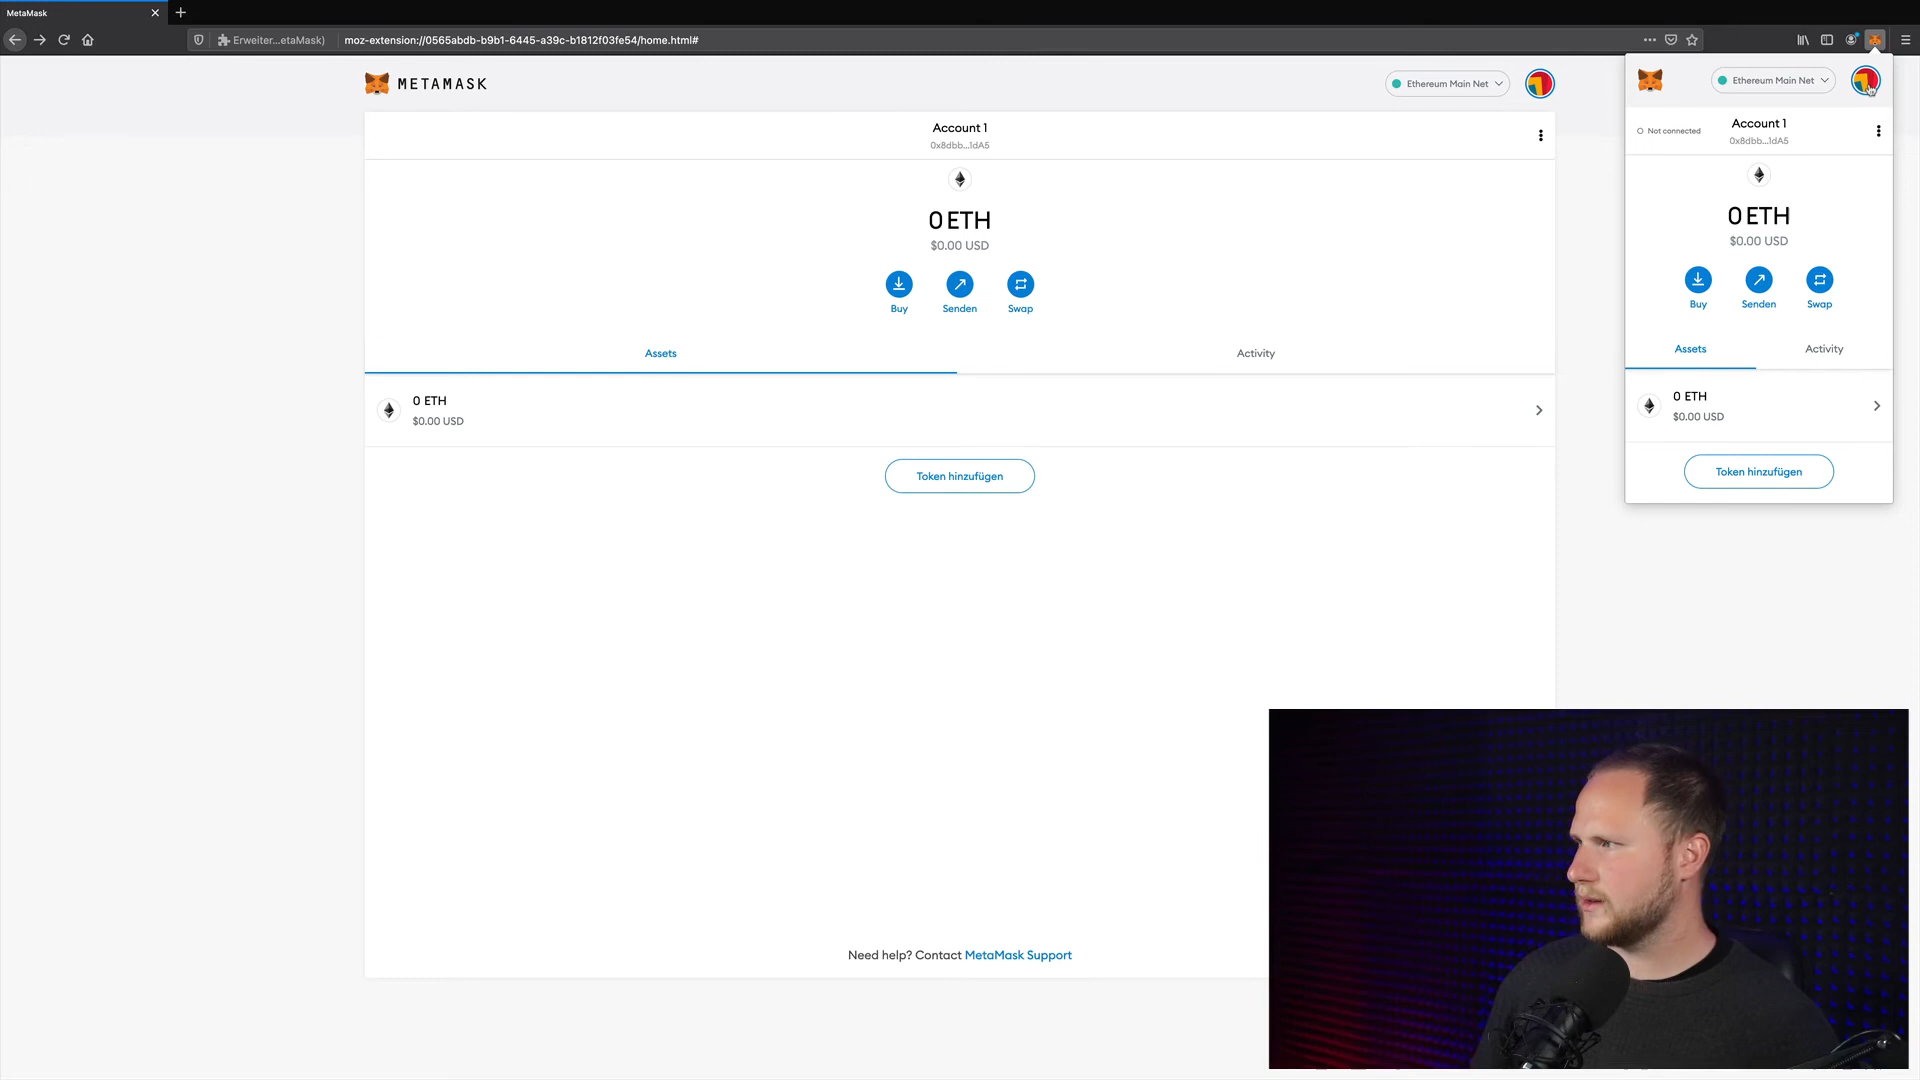 MetaMask
Erweiter...etaMask)
moz-extension://0565abdb-b9b1-6445-a39c-b1812f03fe54/home.html#
METAMASK
Ethereum Main Net
Account 1
0x8dbb...1dA5
0 ETH
$0.00 USD
Buy
Senden
Swap
Assets
Activity
0 ETH
$0.00 USD
Token hinzufügen
Need help? Contact MetaMask Support
Ethereum Main Net
Not connected
Account 1
0x8dbb...1dA5
0 ETH
$0.00 USD
Buy
Senden
Swap
Assets
Activity
0 ETH
$0.00 USD
Token hinzufügen